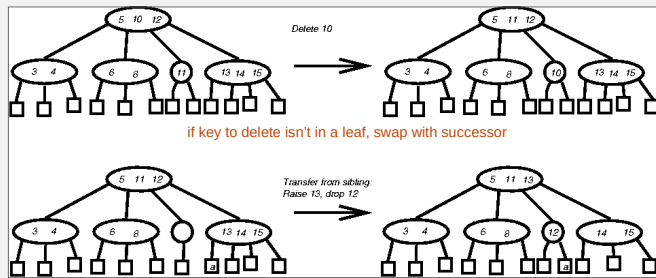 5 10 12
Delete 10
5 11 12
3 4
6 8
11
13 14 15
3 4
6 8
10
13 14 15
if key to delete isn't in a leaf, swap with successor
5 11 12
Transfer from sibling:
Raise 13, drop 12
5 11 13
3 4
6 8
13 14 15
3 4
6 8
12
14 15
a
a